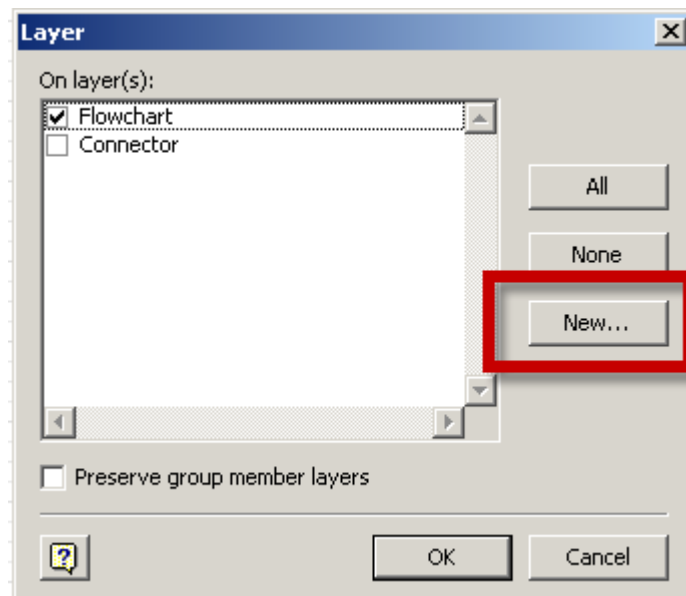 Layer
On layer(s):
Flowchart
Connector
All
None
New...
Preserve group member layers
OK
Cancel